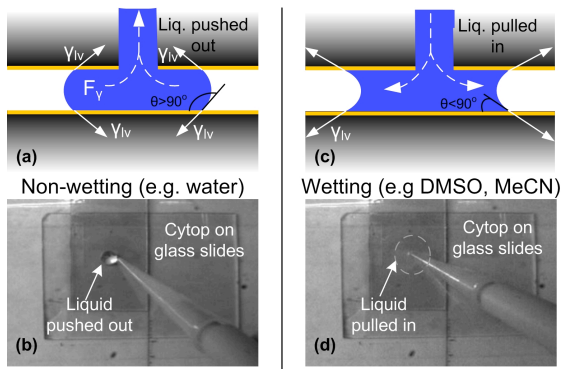 Liq. pushed
out
γlv
γlv
Fγ
θ>90°
γlv
γlv
(a)
Non-wetting (e.g. water)
Cytop on
glass slides
Liquid
pushed out
(b)
Liq. pulled
in
θ<90°
γlv
(c)
Wetting (e.g DMSO, MeCN)
Cytop on
glass slides
Liquid
pulled in
(d)